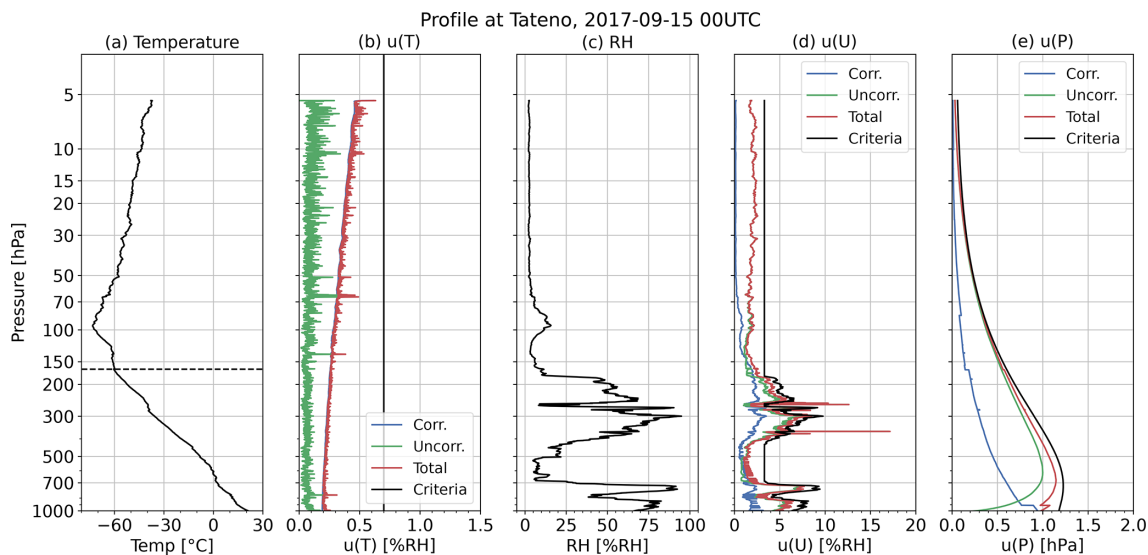 Profile at Tateno, 2017-09-15 00UTC
(a) Temperature
(b) u(T)
(c) RH
(d) u(U)
(e) u(P)
Pressure [hPa]
5
10
15
20
30
50
70
100
150
200
300
500
700
1000
−60
−30
0
30
Temp [°C]
Corr.
Uncorr.
Total
Criteria
0.0
0.5
1.0
1.5
u(T) [%RH]
0
25
50
75
100
RH [%RH]
Corr.
Uncorr.
Total
Criteria
0
5
10
15
20
u(U) [%RH]
Corr.
Uncorr.
Total
Criteria
0.0
0.5
1.0
1.5
2.0
u(P) [hPa]